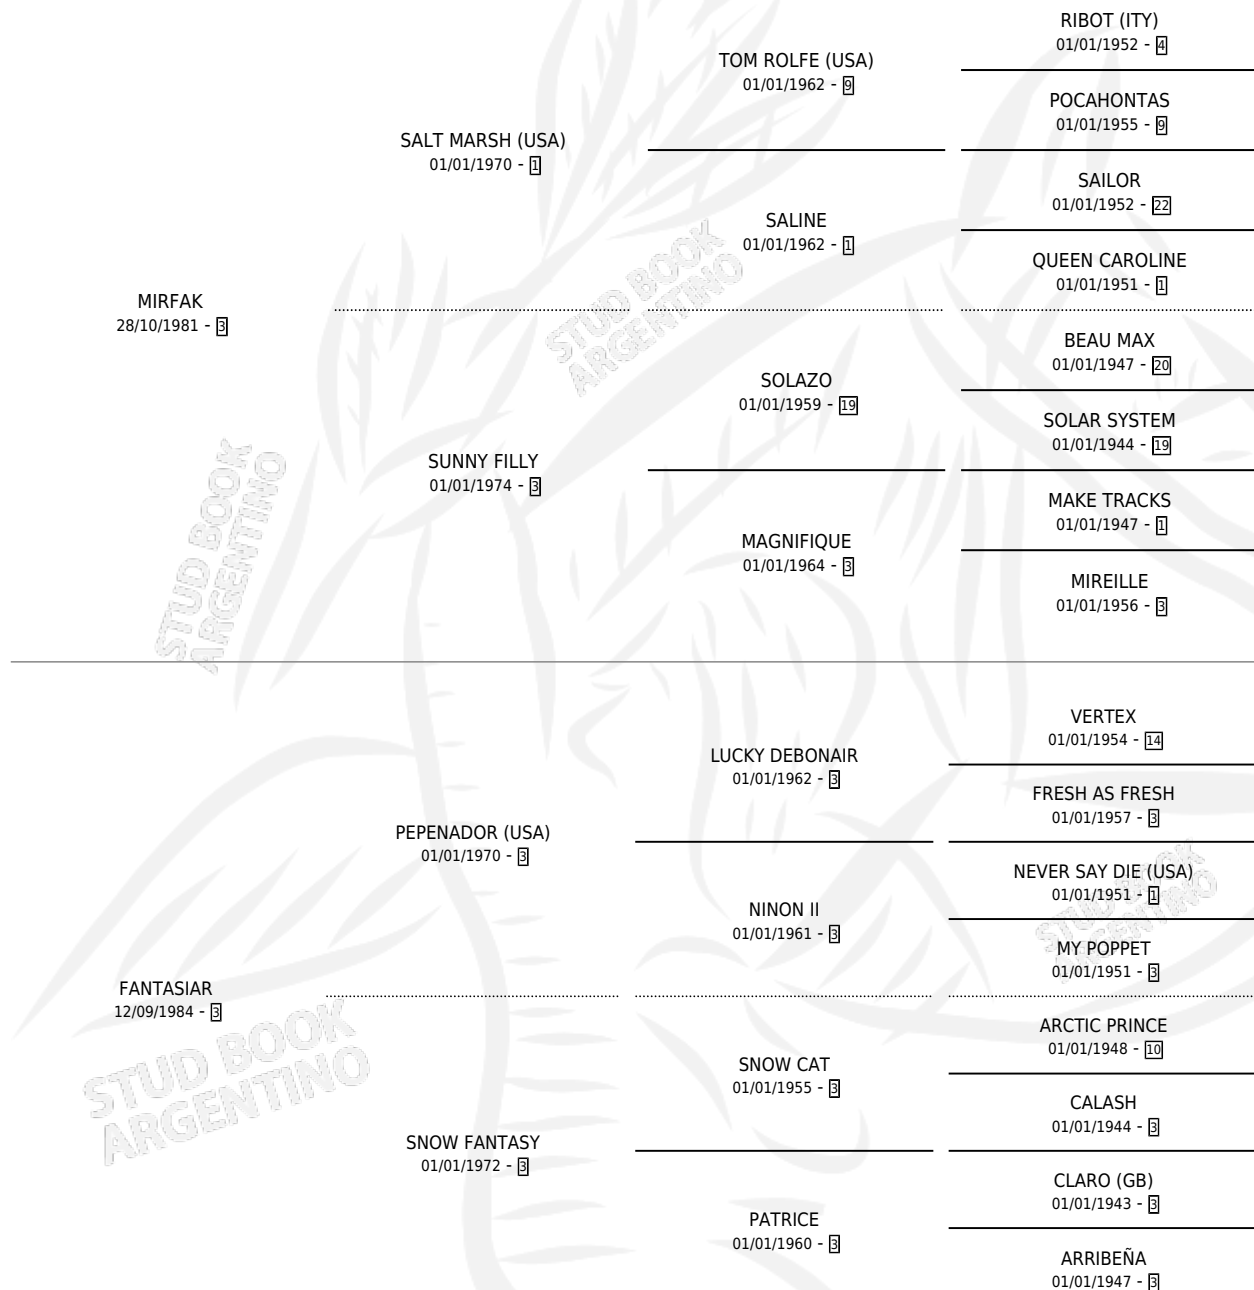 RIBOT (ITY)
01/01/1952 - 4
TOM ROLFE (USA)
01/01/1962 - 9
POCAHONTAS
01/01/1955 - 9
SALT MARSH (USA)
01/01/1970 - 1
SAILOR
01/01/1952 - 22
SALINE
01/01/1962 - 1
QUEEN CAROLINE
01/01/1951 - 1
MIRFAK
28/10/1981 - 3
BEAU MAX
01/01/1947 - 20
SOLAZO
01/01/1959 - 19
SOLAR SYSTEM
01/01/1944 - 19
SUNNY FILLY
01/01/1974 - 3
MAKE TRACKS
01/01/1947 - 1
MAGNIFIQUE
01/01/1964 - 3
MIREILLE
01/01/1956 - 3
VERTEX
01/01/1954 - 14
LUCKY DEBONAIR
01/01/1962 - 3
FRESH AS FRESH
01/01/1957 - 3
PEPENADOR (USA)
01/01/1970 - 3
NEVER SAY DIE (USA)
01/01/1951 - 1
NINON II
01/01/1961 - 3
MY POPPET
01/01/1951 - 3
FANTASIAR
12/09/1984 - 3
ARCTIC PRINCE
01/01/1948 - 10
SNOW CAT
01/01/1955 - 3
CALASH
01/01/1944 - 3
SNOW FANTASY
01/01/1972 - 3
CLARO (GB)
01/01/1943 - 3
PATRICE
01/01/1960 - 3
ARRIBEÑA
01/01/1947 - 3
STUD BOOK
ARGENTINO
STUD BOOK
ARGENTINO
STUD BOOK
ARGENTINO
STUD BOOK
ARGENTINO